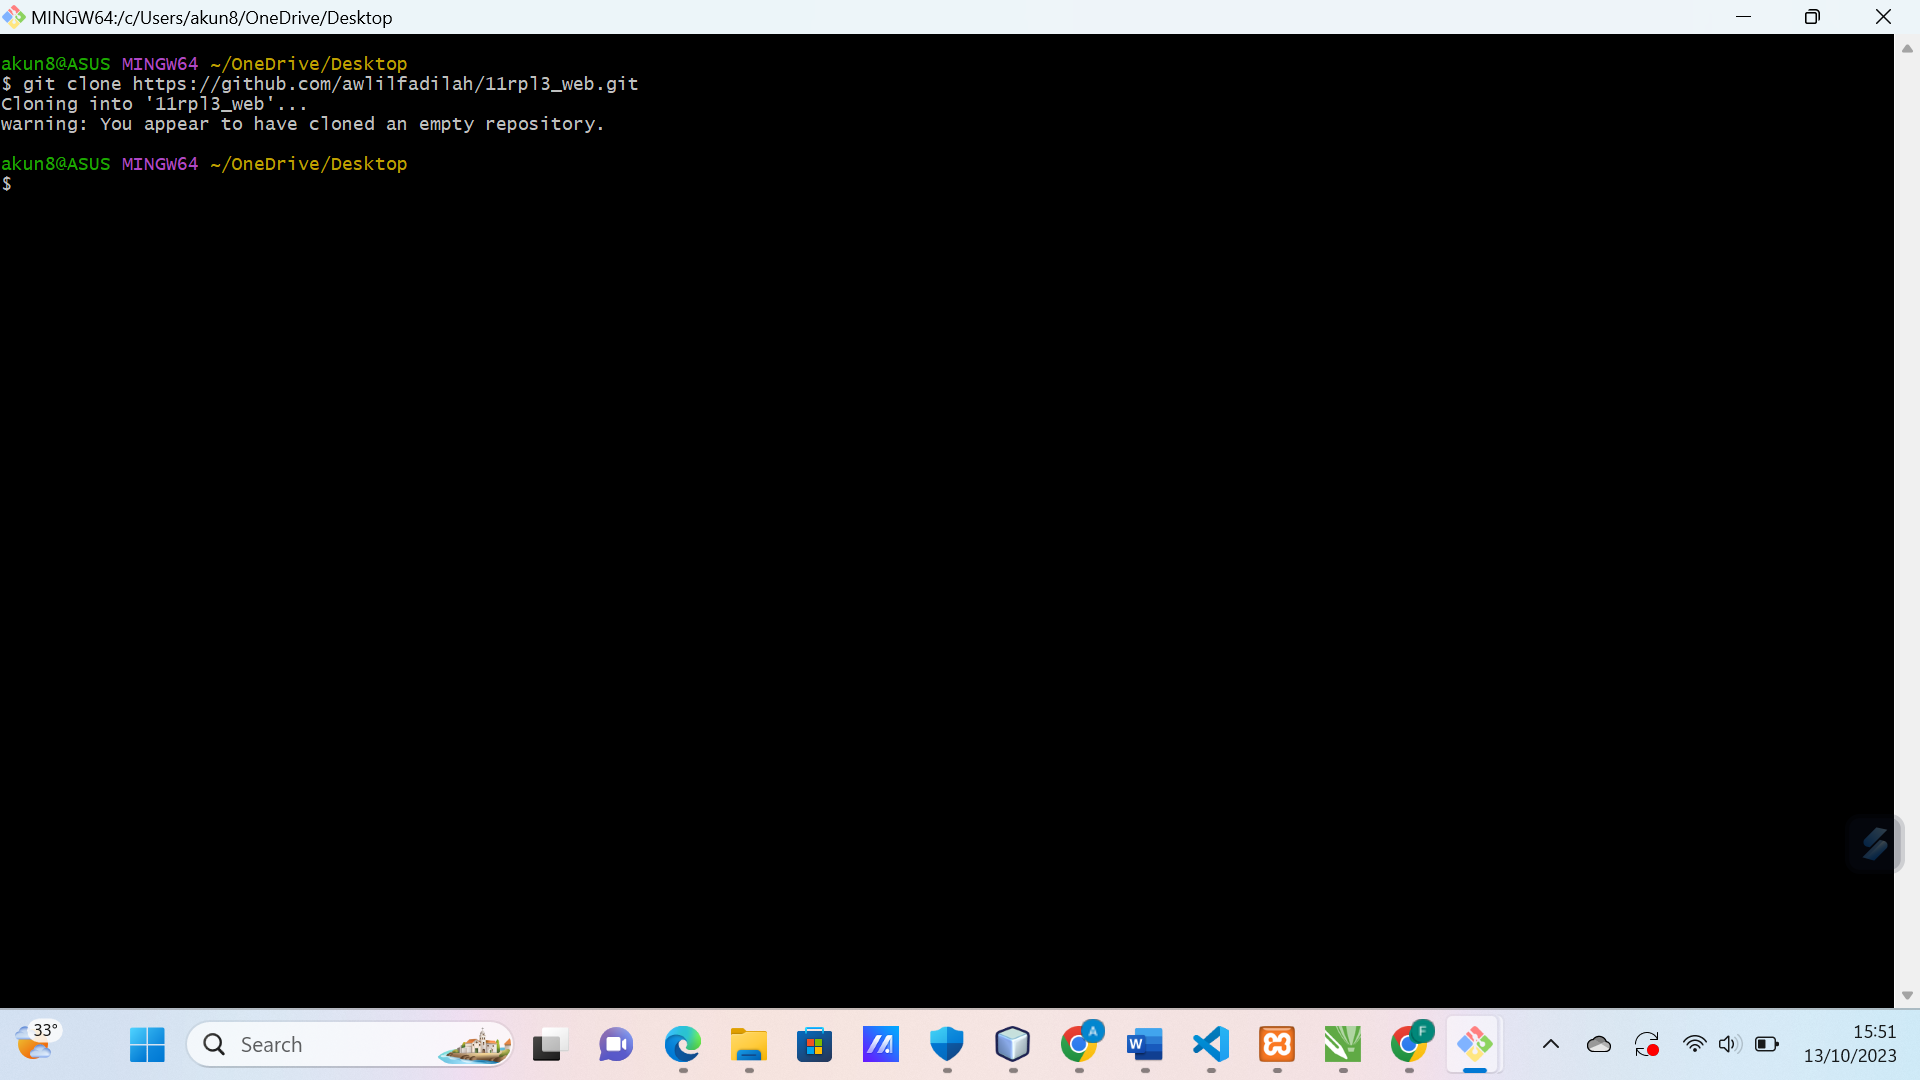 MINGW64:/c/Users/akun8/OneDrive/Desktop
akun8@ASUS MINGW64 ~/OneDrive/Desktop
$ git clone https://github.com/awlilfadilah/11rpl3_web.git
Cloning into '11rpl3_web'...
warning: You appear to have cloned an empty repository.
akun8@ASUS MINGW64 ~/OneDrive/Desktop
$
33°
Search
A
W
F
15:51
13/10/2023